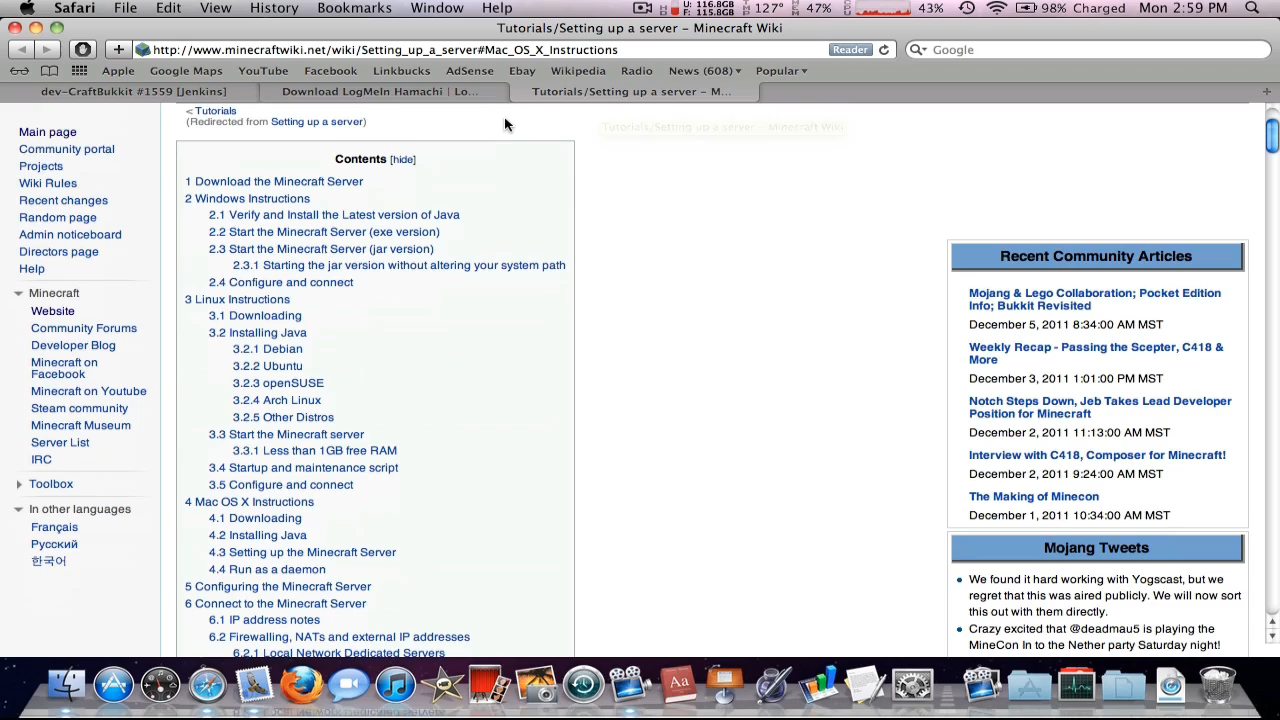 Safari File Edit View History Bookmarks Window Help
U: 116.8GB
F: 115.8GB
127° 47% 43% 98% Charged Mon 2:59 PM
Tutorials/Setting up a server – Minecraft Wiki
http://www.minecraftwiki.net/wiki/Setting_up_a_server#Mac_OS_X_Instructions Reader Google
Apple Google Maps YouTube Facebook Linkbucks AdSense Ebay Wikipedia Radio News (608) Popular
dev-CraftBukkit #1559 [Jenkins] Download LogMeIn Hamachi | Lo... Tutorials/Setting up a server – M...
Tutorials/Setting up a server – Minecraft Wiki
Main page
Community portal
Projects
Wiki Rules
Recent changes
Random page
Admin noticeboard
Directors page
Help
Minecraft
Website
Community Forums
Developer Blog
Minecraft on
Facebook
Minecraft on Youtube
Steam community
Minecraft Museum
Server List
IRC
Toolbox
In other languages
Français
Русский
한국어
< Tutorials
(Redirected from Setting up a server)
Contents [hide]
1 Download the Minecraft Server
2 Windows Instructions
2.1 Verify and Install the Latest version of Java
2.2 Start the Minecraft Server (exe version)
2.3 Start the Minecraft Server (jar version)
2.3.1 Starting the jar version without altering your system path
2.4 Configure and connect
3 Linux Instructions
3.1 Downloading
3.2 Installing Java
3.2.1 Debian
3.2.2 Ubuntu
3.2.3 openSUSE
3.2.4 Arch Linux
3.2.5 Other Distros
3.3 Start the Minecraft server
3.3.1 Less than 1GB free RAM
3.4 Startup and maintenance script
3.5 Configure and connect
4 Mac OS X Instructions
4.1 Downloading
4.2 Installing Java
4.3 Setting up the Minecraft Server
4.4 Run as a daemon
5 Configuring the Minecraft Server
6 Connect to the Minecraft Server
6.1 IP address notes
6.2 Firewalling, NATs and external IP addresses
6.2.1 Local Network Dedicated Servers
Recent Community Articles
Mojang & Lego Collaboration; Pocket Edition
Info; Bukkit Revisited
December 5, 2011 8:34:00 AM MST
Weekly Recap - Passing the Scepter, C418 &
More
December 3, 2011 1:01:00 PM MST
Notch Steps Down, Jeb Takes Lead Developer
Position for Minecraft
December 2, 2011 11:13:00 AM MST
Interview with C418, Composer for Minecraft!
December 2, 2011 9:24:00 AM MST
The Making of Minecon
December 1, 2011 10:34:00 AM MST
Mojang Tweets
We found it hard working with Yogscast, but we
regret that this was aired publicly. We will now sort
this out with them directly.
Crazy excited that @deadmau5 is playing the
MineCon In to the Nether party Saturday night!
Aa